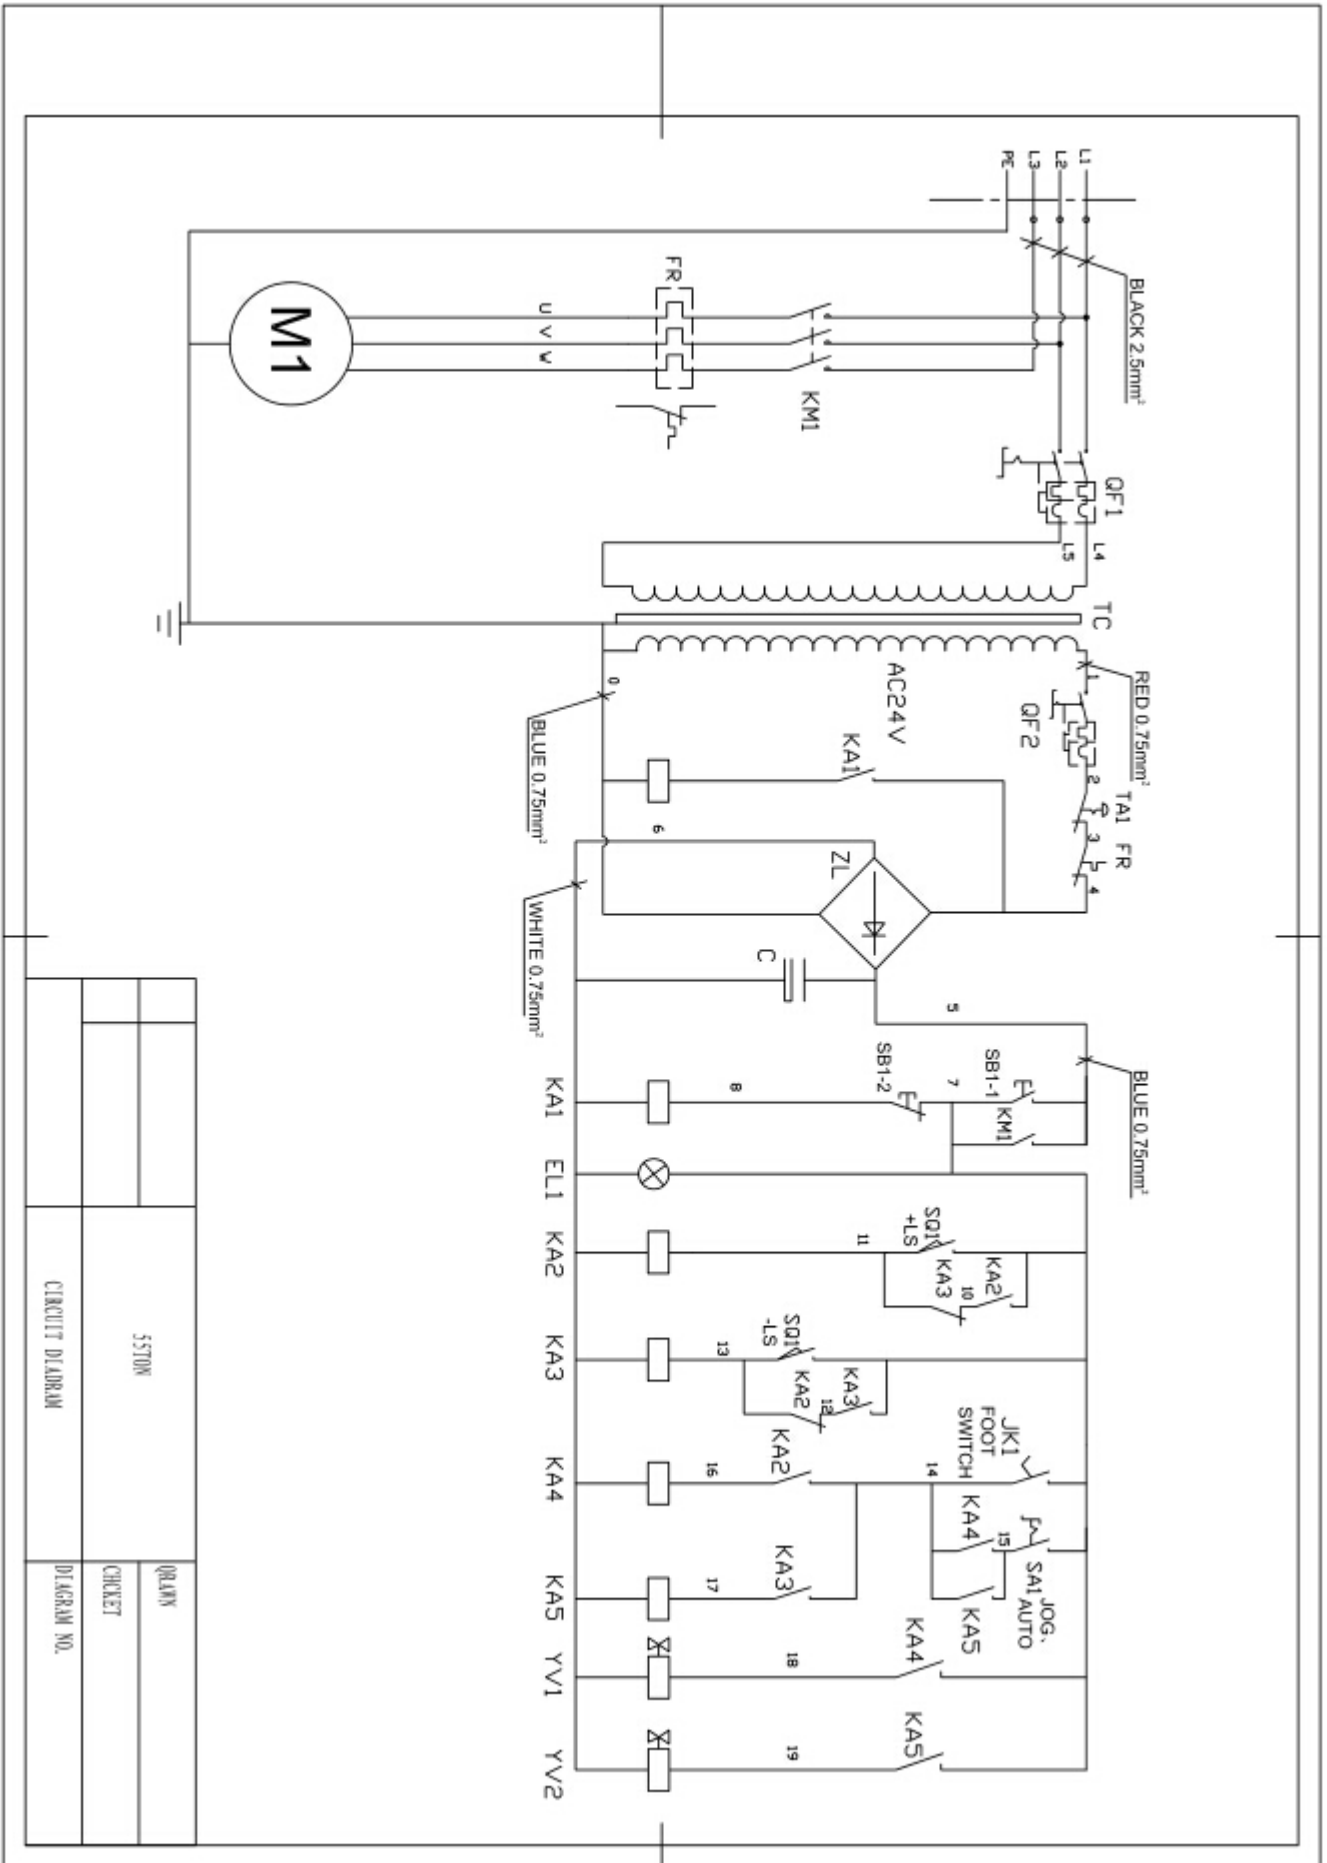 L1
L2
L3
PE
BLACK 2.5mm²
FR
KM1
U
V
W
M1
QF1
L4
L5
TC
RED 0.75mm²
1
AC24V
QF2
2
TA1
3
FR
4
0
BLUE 0.75mm²
KA1
6
ZL
WHITE 0.75mm²
C
5
BLUE 0.75mm²
SB1-1
KM1
7
SB1-2
8
KA1
EL1
SQ1
+LS
KA2
10
KA3
11
KA2
SQ1
-LS
KA3
12
KA2
13
KA3
JK1
FOOT
SWITCH
14
KA4
15
SA1
JOG、
AUTO
KA5
KA2
16
KA4
KA3
17
KA5
KA4
18
YV1
KA5
19
YV2
55TON
CIRCUIT DIADRAM
QRAWN
CHCKET
DIAGRAM NO.